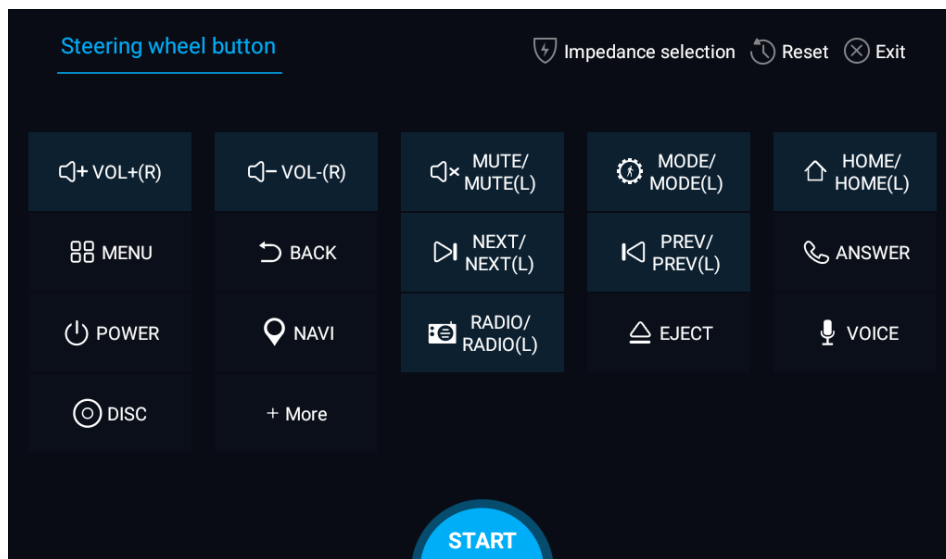 Steering wheel button
Impedance selection
Reset
Exit
VOL+(R)
VOL-(R)
MUTE/
MUTE(L)
MODE/
MODE(L)
HOME/
HOME(L)
MENU
BACK
NEXT/
NEXT(L)
PREV/
PREV(L)
ANSWER
POWER
NAVI
RADIO/
RADIO(L)
EJECT
VOICE
DISC
+ More
START